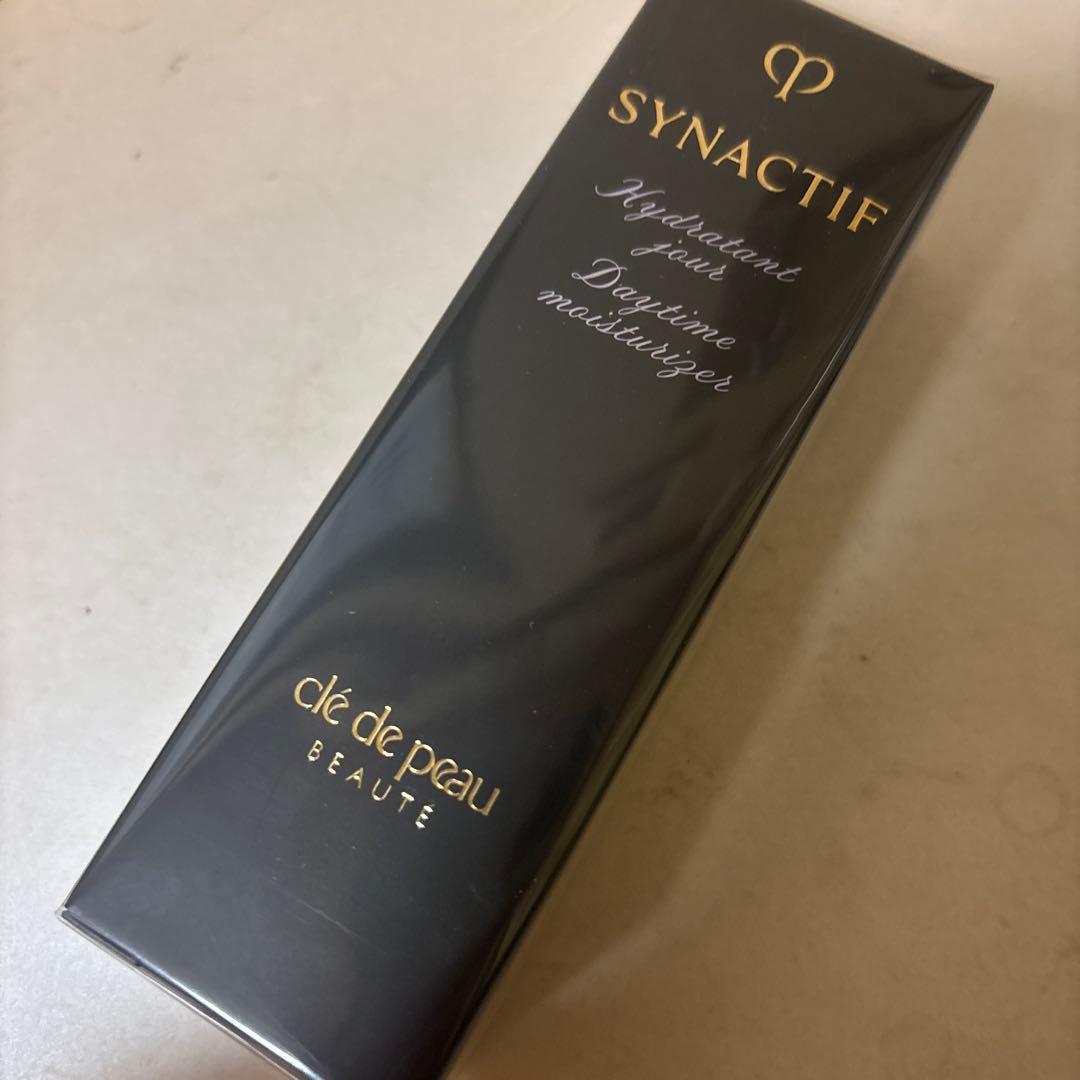 SYNACTIF
Hydratant
jour
Daytime
moisturizer
clé de peau
BEAUTÉ